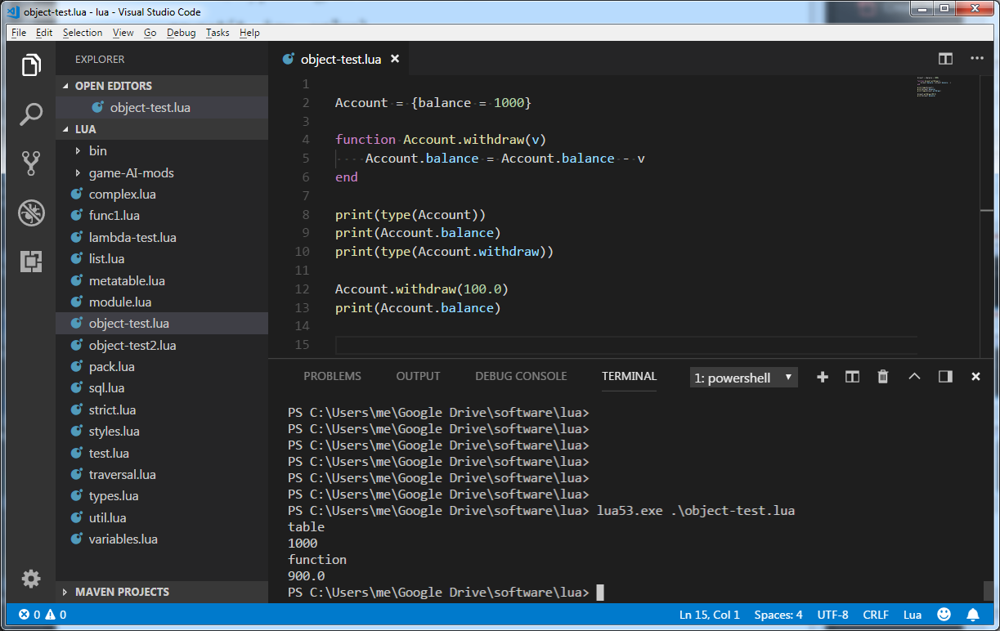 object-test.lua - lua - Visual Studio Code
File Edit Selection View Go Debug Tasks Help
EXPLORER
OPEN EDITORS
object-test.lua
LUA
bin
game-AI-mods
complex.lua
func1.lua
lambda-test.lua
list.lua
metatable.lua
module.lua
object-test.lua
object-test2.lua
pack.lua
sql.lua
strict.lua
styles.lua
test.lua
traversal.lua
types.lua
util.lua
variables.lua
MAVEN PROJECTS
object-test.lua
1
2 Account = {balance = 1000}
3
4 function Account.withdraw(v)
5     Account.balance = Account.balance - v
6 end
7
8 print(type(Account))
9 print(Account.balance)
10 print(type(Account.withdraw))
11
12 Account.withdraw(100.0)
13 print(Account.balance)
14
15
PROBLEMS OUTPUT DEBUG CONSOLE TERMINAL 1: powershell
PS C:\Users\me\Google Drive\software\lua>
PS C:\Users\me\Google Drive\software\lua>
PS C:\Users\me\Google Drive\software\lua>
PS C:\Users\me\Google Drive\software\lua>
PS C:\Users\me\Google Drive\software\lua>
PS C:\Users\me\Google Drive\software\lua>
PS C:\Users\me\Google Drive\software\lua> lua53.exe .\object-test.lua
table
1000
function
900.0
PS C:\Users\me\Google Drive\software\lua>
0 0 Ln 15, Col 1 Spaces: 4 UTF-8 CRLF Lua